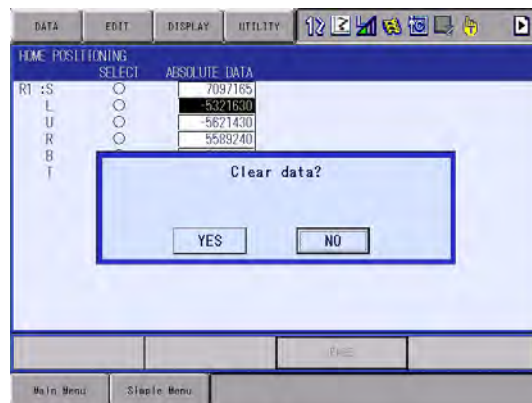 DATA EDIT DISPLAY UTILITY
HOME POSITIONING
SELECT ABSOLUTE DATA
R1 :S 7097165
L -5321630
U -5621430
R 5589240
B
T
Clear data?
YES NO
PAGE
Main Menu Simple Menu